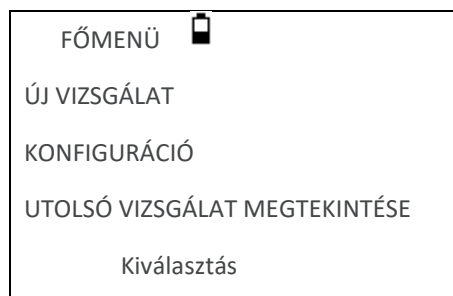 FŐMENÜ
ÚJ VIZSGÁLAT
KONFIGURÁCIÓ
UTOLSÓ VIZSGÁLAT MEGTEKINTÉSE
Kiválasztás